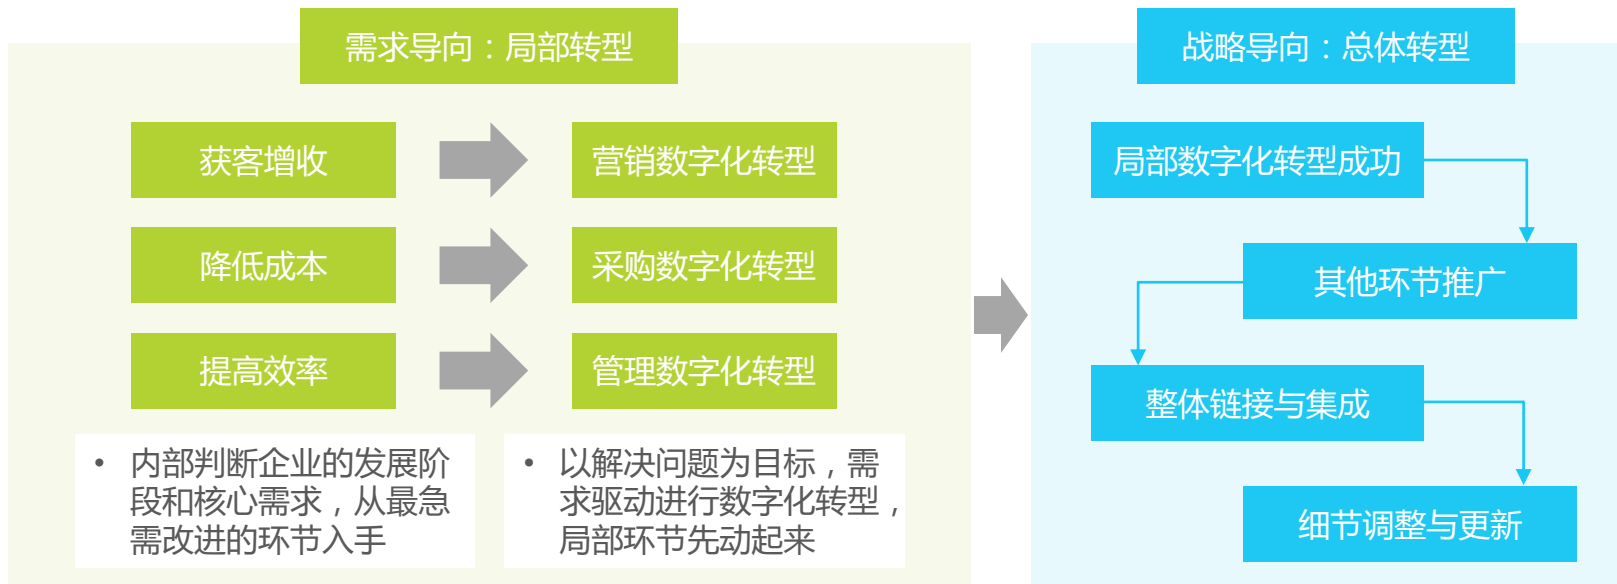 需求导向：局部转型
战略导向：总体转型
获客增收
营销数字化转型
降低成本
采购数字化转型
提高效率
管理数字化转型
• 内部判断企业的发展阶
段和核心需求，从最急
需改进的环节入手
• 以解决问题为目标，需
求驱动进行数字化转型，
局部环节先动起来
局部数字化转型成功
其他环节推广
整体链接与集成
细节调整与更新